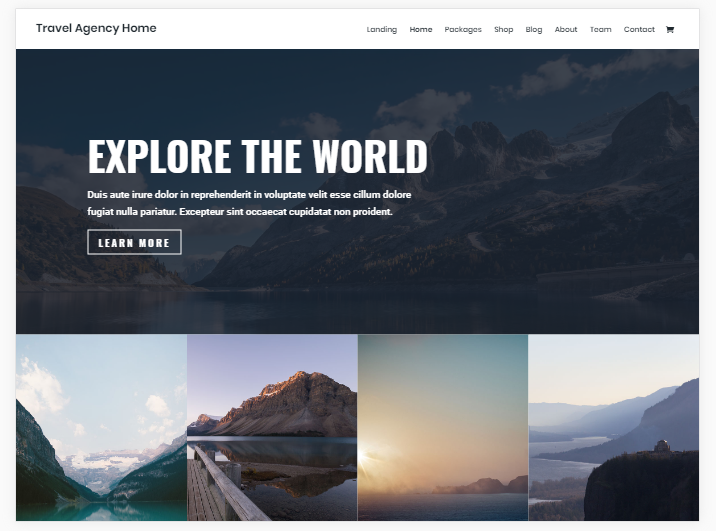 Travel Agency Home
Landing Home Packages Shop Blog About Team Contact
EXPLORE THE WORLD
Duis aute irure dolor in reprehenderit in voluptate velit esse cillum dolore
fugiat nulla pariatur. Excepteur sint occaecat cupidatat non proident.
LEARN MORE